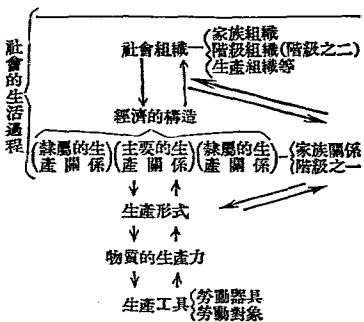 社會的生活過程
家族組織
社會組織 階級組織(階級之二)
生產組織等
經濟的構造
(隸屬的生產關係)(主要的生產關係)(隸屬的生產關係) 家族關係
階級之一
生產形式
物質的生產力
生產工具 勞動器具
勞動對象